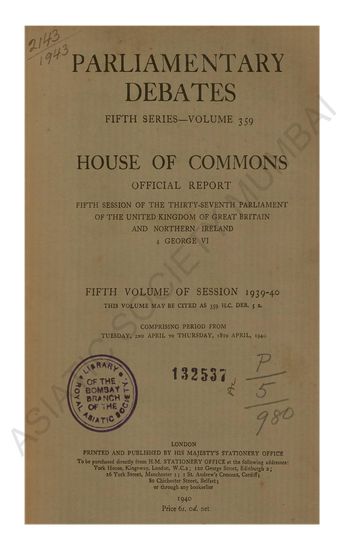 2143
1943
PARLIAMENTARY
DEBATES
FIFTH SERIES—VOLUME 359
HOUSE OF COMMONS
OFFICIAL REPORT
FIFTH SESSION OF THE THIRTY-SEVENTH PARLIAMENT
OF THE UNITED KINGDOM OF GREAT BRITAIN
AND NORTHERN IRELAND
4 GEORGE VI
FIFTH VOLUME OF SESSION 1939-40
THIS VOLUME MAY BE CITED AS 359 H.C. DEB. 5 s.
COMPRISING PERIOD FROM
TUESDAY, 2ND APRIL TO THURSDAY, 18TH APRIL, 1940
LIBRARY
OF THE
BOMBAY
BRANCH
OF THE
ROYAL ASIATIC SOCIETY
132537
P
5
980
LONDON
PRINTED AND PUBLISHED BY HIS MAJESTY'S STATIONERY OFFICE
To be purchased directly from H.M. STATIONERY OFFICE at the following addresses:
York House, Kingsway, London, W.C.2; 120 George Street, Edinburgh 2;
26 York Street, Manchester 1; 1 St. Andrew's Crescent, Cardiff;
80 Chichester Street, Belfast;
or through any bookseller
1940
Price 6s. 0d. net
ASIATIC SOCIETY MUMBAI